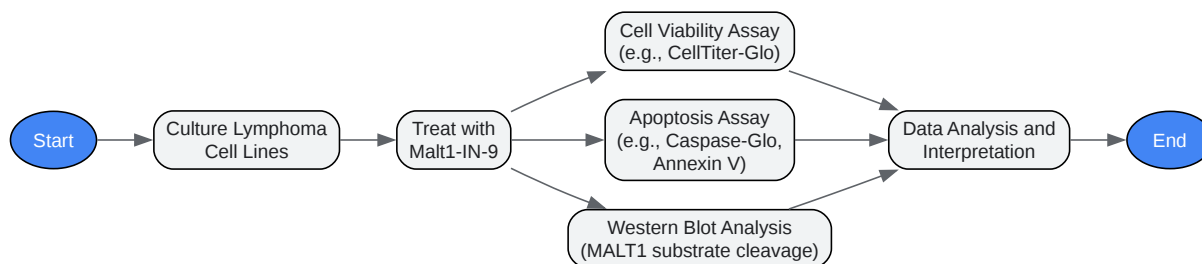 Start
Culture Lymphoma
Cell Lines
Treat with
Malt1-IN-9
Cell Viability Assay
(e.g., CellTiter-Glo)
Apoptosis Assay
(e.g., Caspase-Glo,
Annexin V)
Western Blot Analysis
(MALT1 substrate cleavage)
Data Analysis and
Interpretation
End